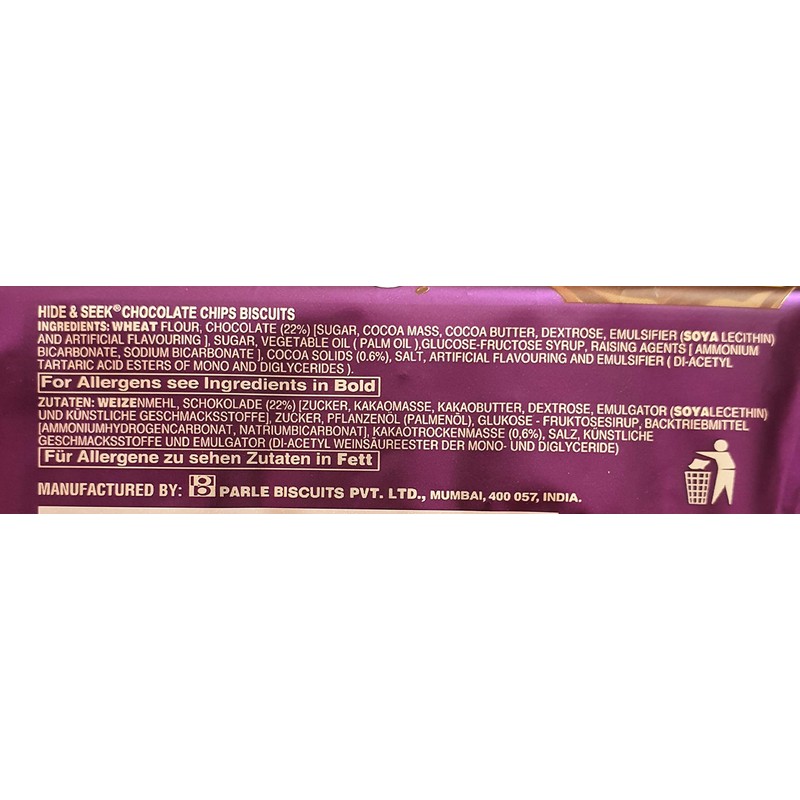 HIDE & SEEK® CHOCOLATE CHIPS BISCUITS
INGREDIENTS: WHEAT FLOUR, CHOCOLATE (22%) [SUGAR, COCOA MASS, COCOA BUTTER, DEXTROSE, EMULSIFIER (SOYA LECITHIN)
AND ARTIFICIAL FLAVOURING ], SUGAR, VEGETABLE OIL ( PALM OIL ),GLUCOSE-FRUCTOSE SYRUP, RAISING AGENTS [ AMMONIUM
BICARBONATE, SODIUM BICARBONATE ], COCOA SOLIDS (0.6%), SALT, ARTIFICIAL FLAVOURING AND EMULSIFIER ( DI-ACETYL
TARTARIC ACID ESTERS OF MONO AND DIGLYCERIDES ).
For Allergens see Ingredients in Bold
ZUTATEN: WEIZENMEHL, SCHOKOLADE (22%) [ZUCKER, KAKAOMASSE, KAKAOBUTTER, DEXTROSE, EMULGATOR (SOYALECETHIN)
UND KÜNSTLICHE GESCHMACKSSTOFFE], ZUCKER, PFLANZENÖL (PALMENÖL), GLUKOSE - FRUKTOSESIRUP, BACKTRIEBMITTEL
[AMMONIUMHYDROGENCARBONAT, NATRIUMBICARBONAT], KAKAOTROCKENMASSE (0,6%), SALZ, KÜNSTLICHE
GESCHMACKSSTOFFE UND EMULGATOR (DI-ACETYL WEINSÄUREESTER DER MONO- UND DIGLYCERIDE)
Für Allergene zu sehen Zutaten in Fett
MANUFACTURED BY: PARLE BISCUITS PVT. LTD., MUMBAI, 400 057, INDIA.